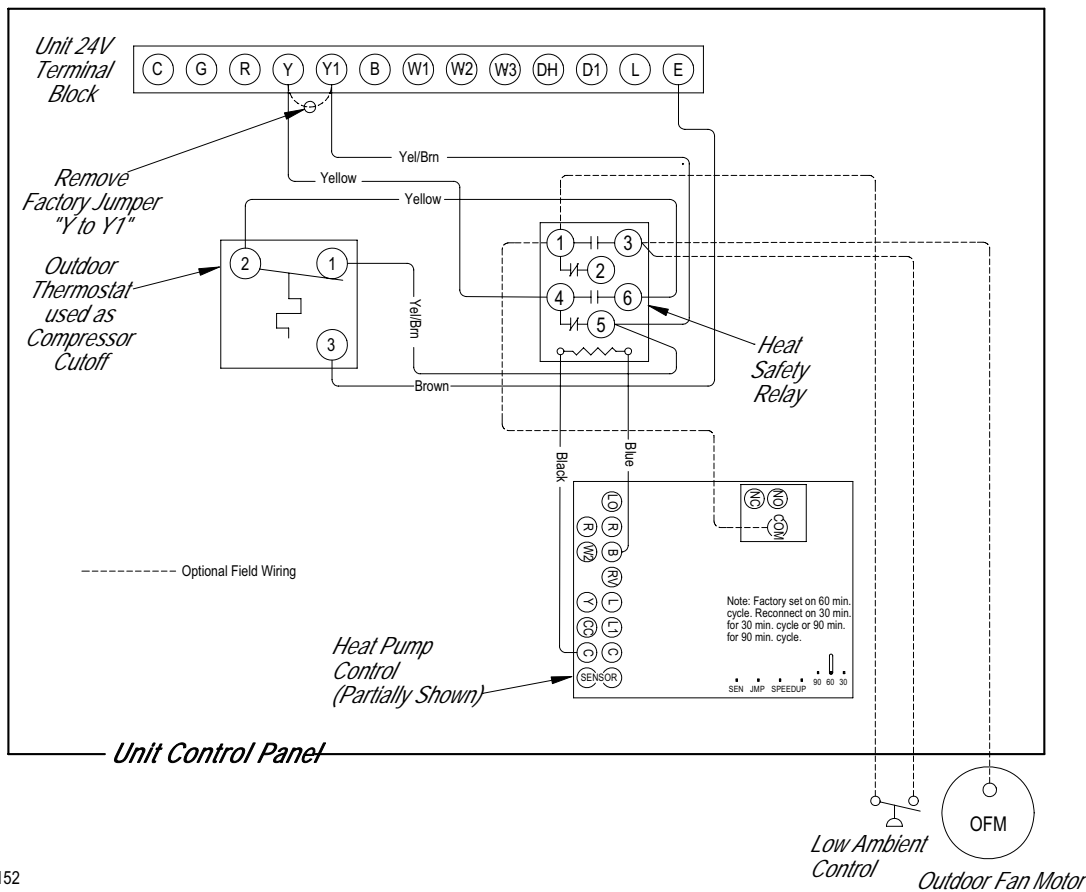 Unit 24V
Terminal
Block
C G R Y Y1 B W1 W2 W3 DH D1 L E
Remove
Factory Jumper
"Y to Y1"
Yel/Brn
Yellow
Yellow
Outdoor
Thermostat
used as
Compressor
Cutoff
2 1
3
Yel/Brn
Brown
1 3
2
4 6
5
Heat
Safety
Relay
Black
Blue
LO
R R
W2 B
RV
Y L
CC L1
C C
SENSOR
NC NO
COM
Note: Factory set on 60 min.
cycle. Reconnect on 30 min.
for 30 min. cycle or 90 min.
for 90 min. cycle.
SEN JMP SPEEDUP 90 60 30
Optional Field Wiring
Heat Pump
Control
(Partially Shown)
Unit Control Panel
Low Ambient
Control
OFM
Outdoor Fan Motor
152